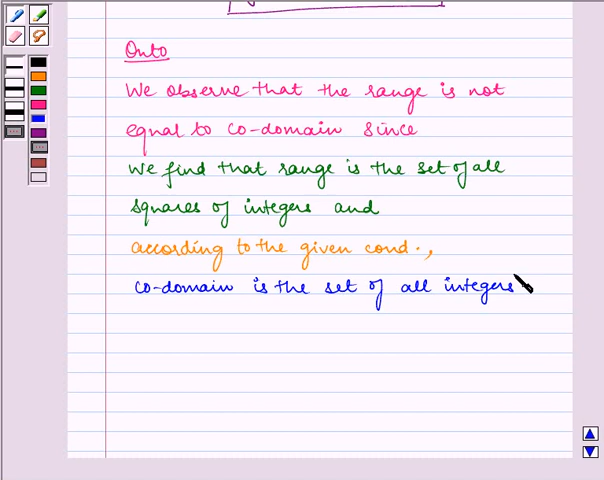 Onto
We observe that the range is not
equal to co-domain since
We find that range is the set of all
squares of integers and
according to the given cond.,
co-domain is the set of all integers